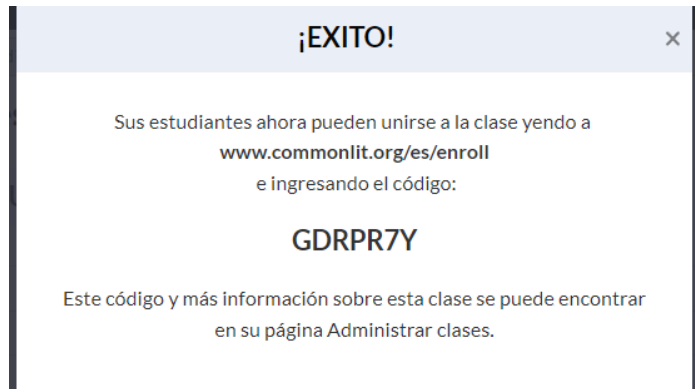 ¡EXITO!
×
Sus estudiantes ahora pueden unirse a la clase yendo a
www.commonlit.org/es/enroll
e ingresando el código:
GDRPR7Y
Este código y más información sobre esta clase se puede encontrar
en su página Administrar clases.